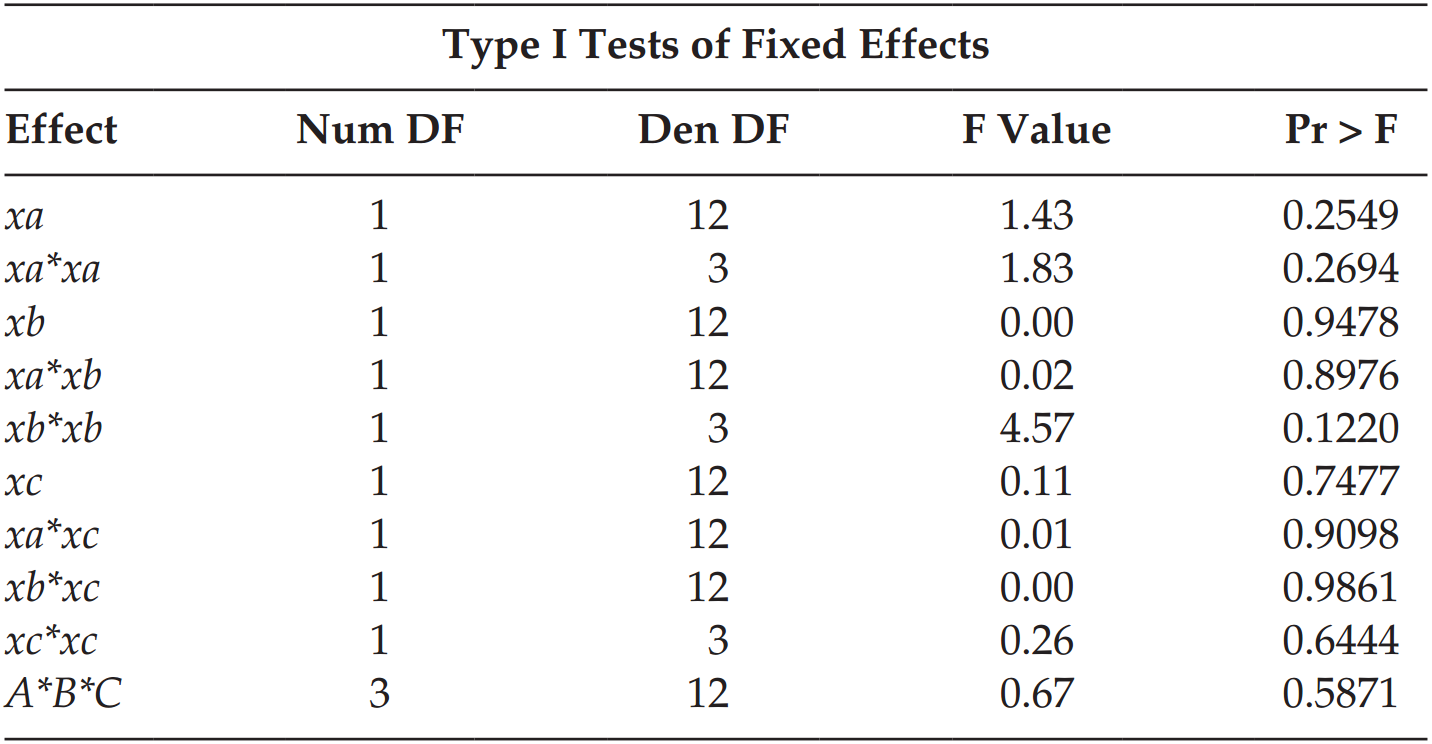 Type I Tests of Fixed Effects
Effect Num DF Den DF F Value Pr > F
xa 1 12 1.43 0.2549
xa*xa 1 3 1.83 0.2694
xb 1 12 0.00 0.9478
xa*xb 1 12 0.02 0.8976
xb*xb 1 3 4.57 0.1220
xc 1 12 0.11 0.7477
xa*xc 1 12 0.01 0.9098
xb*xc 1 12 0.00 0.9861
xc*xc 1 3 0.26 0.6444
A*B*C 3 12 0.67 0.5871